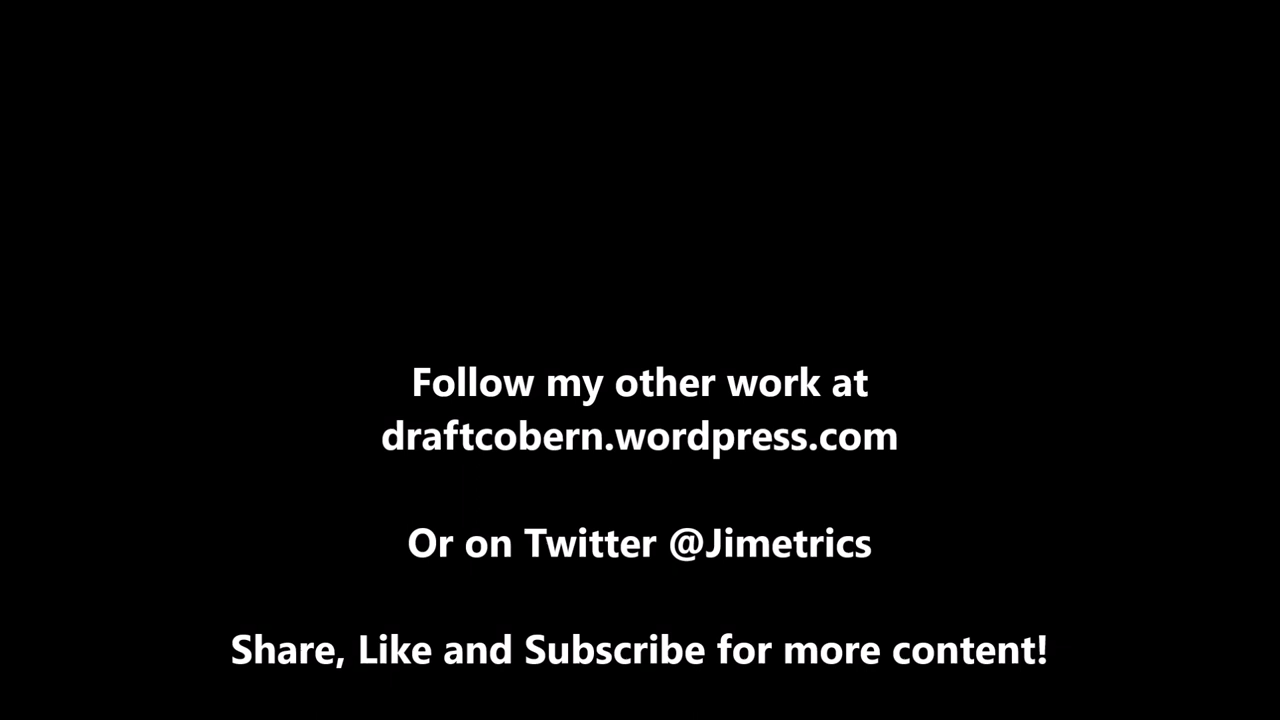 Follow my other work at
draftcobern.wordpress.com
Or on Twitter @Jimetrics
Share, Like and Subscribe for more content!